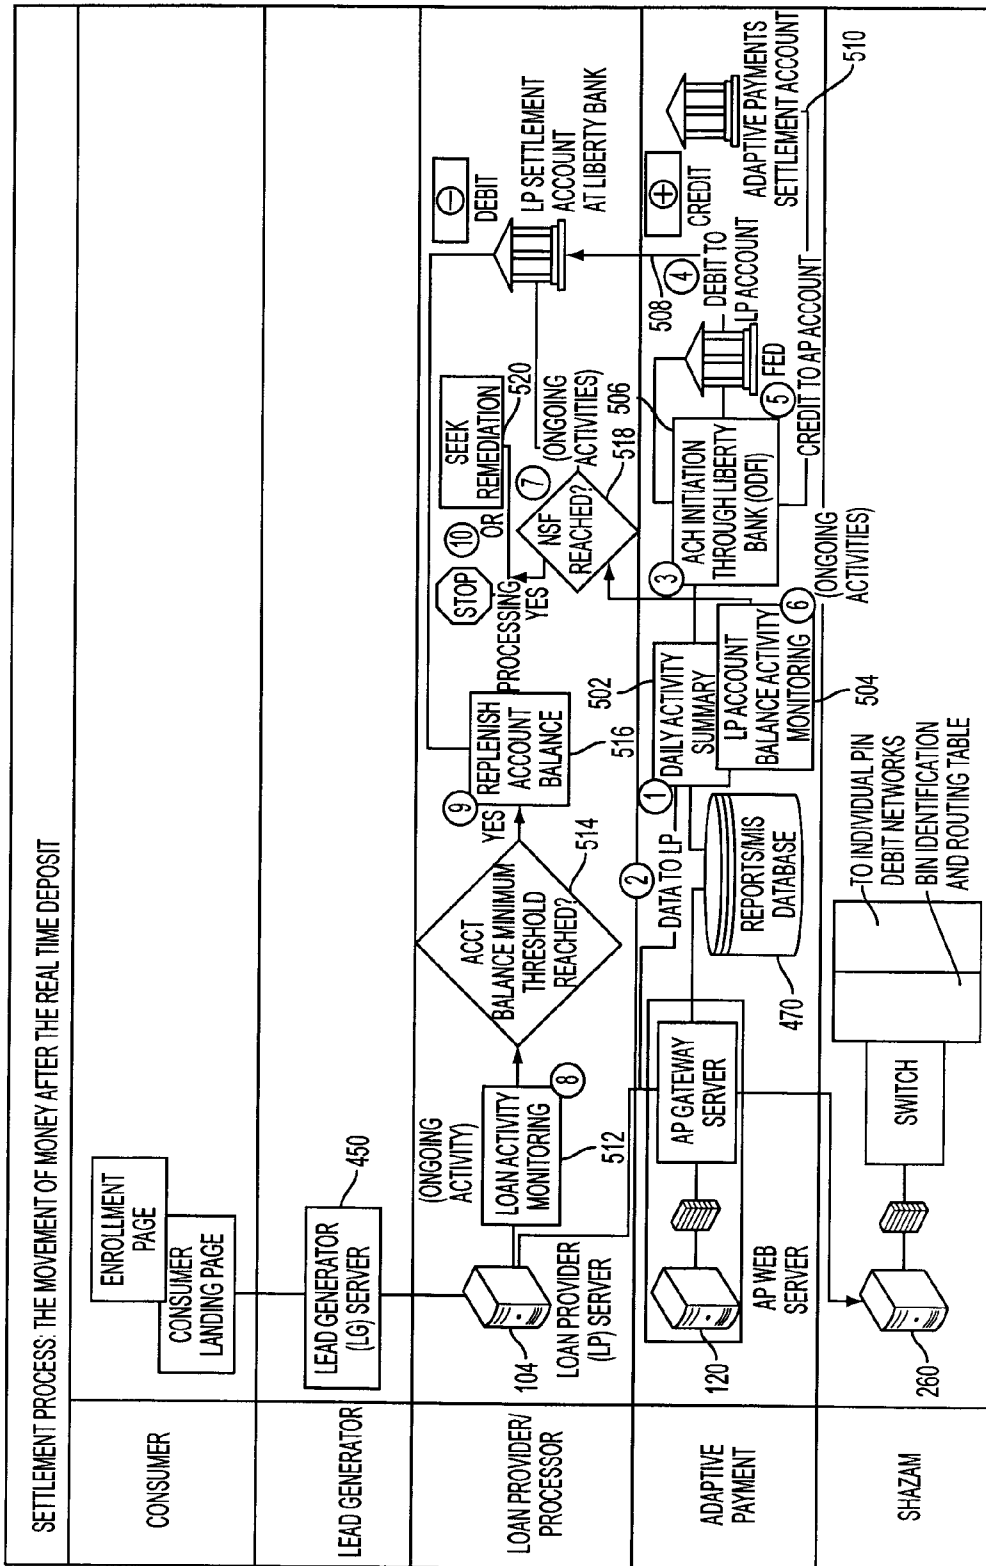 SETTLEMENT PROCESS: THE MOVEMENT OF MONEY AFTER THE REAL TIME DEPOSIT
CONSUMER
ENROLLMENT
PAGE
CONSUMER
LANDING PAGE
LEAD GENERATOR
LEAD GENERATOR
(LG) SERVER
450
LOAN PROVIDER/
PROCESSOR
104
LOAN PROVIDER
(LP) SERVER
(ONGOING
ACTIVITY)
LOAN ACTIVITY
MONITORING
8
512
ACCT
BALANCE MINIMUM
THRESHOLD
REACHED?
514
YES
9
REPLENISH
ACCOUNT
BALANCE
516
STOP
PROCESSING
YES
10
OR
SEEK
REMEDIATION
520
7
NSF
REACHED?
518
(ONGOING
ACTIVITIES)
DEBIT
LP SETTLEMENT
ACCOUNT
AT LIBERTY BANK
ADAPTIVE
PAYMENT
120
AP WEB
SERVER
AP GATEWAY
SERVER
2
DATA TO LP
470
REPORTS/MIS
DATABASE
1
DAILY ACTIVITY
SUMMARY
502
LP ACCOUNT
BALANCE ACTIVITY
MONITORING
6
504
(ONGOING
ACTIVITIES)
3
ACH INITIATION
THROUGH LIBERTY
BANK (ODFI)
506
5
FED
508
4
DEBIT TO
LP ACCOUNT
CREDIT TO AP ACCOUNT
+
CREDIT
ADAPTIVE PAYMENTS
SETTLEMENT ACCOUNT
510
SHAZAM
260
SWITCH
TO INDIVIDUAL PIN
DEBIT NETWORKS
BIN IDENTIFICATION
AND ROUTING TABLE